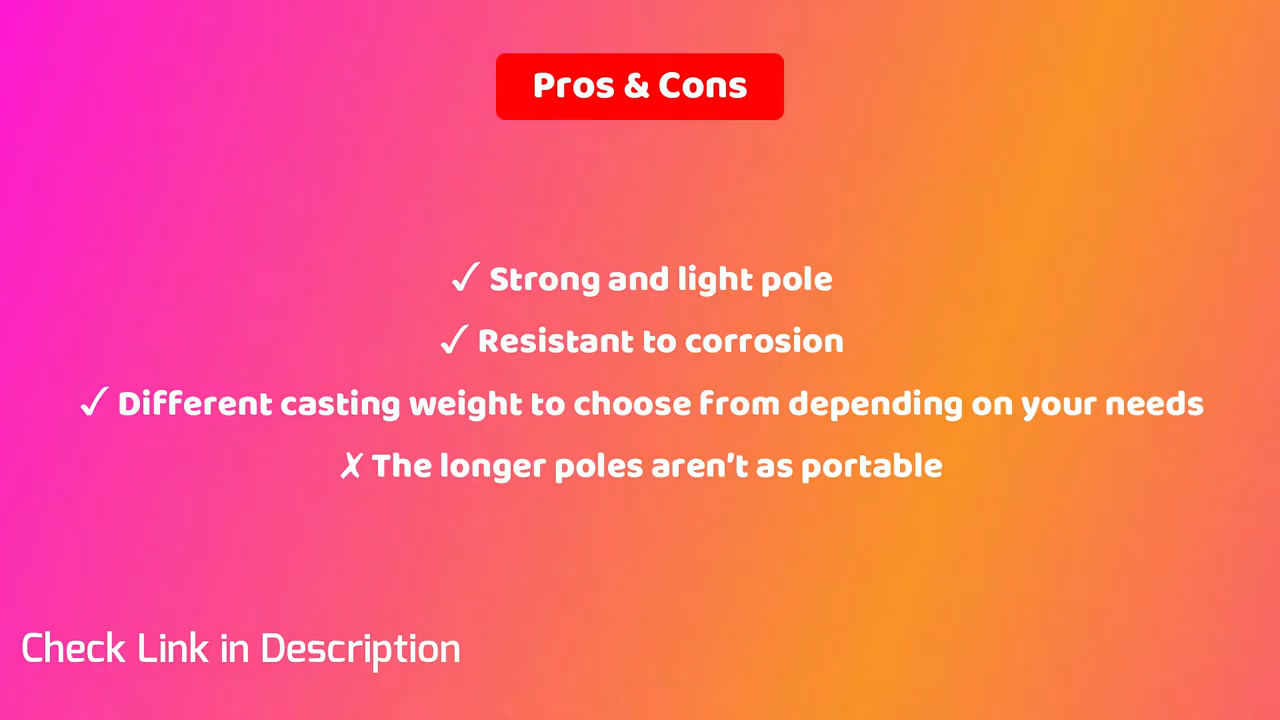 Pros & Cons
✓ Strong and light pole
✓ Resistant to corrosion
✓ Different casting weight to choose from depending on your needs
✗ The longer poles aren’t as portable
Check Link in Description